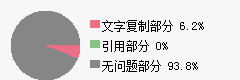 文字复制部分 6.2%
引用部分 0%
无问题部分 93.8%